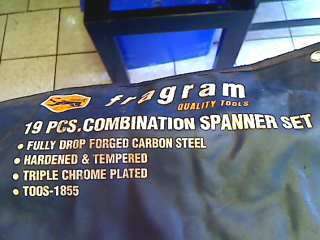 fragram
QUALITY TOOLS
19 PCS.COMBINATION SPANNER SET
• FULLY DROP FORGED CARBON STEEL
• HARDENED & TEMPERED
• TRIPLE CHROME PLATED
• TOOS-1855